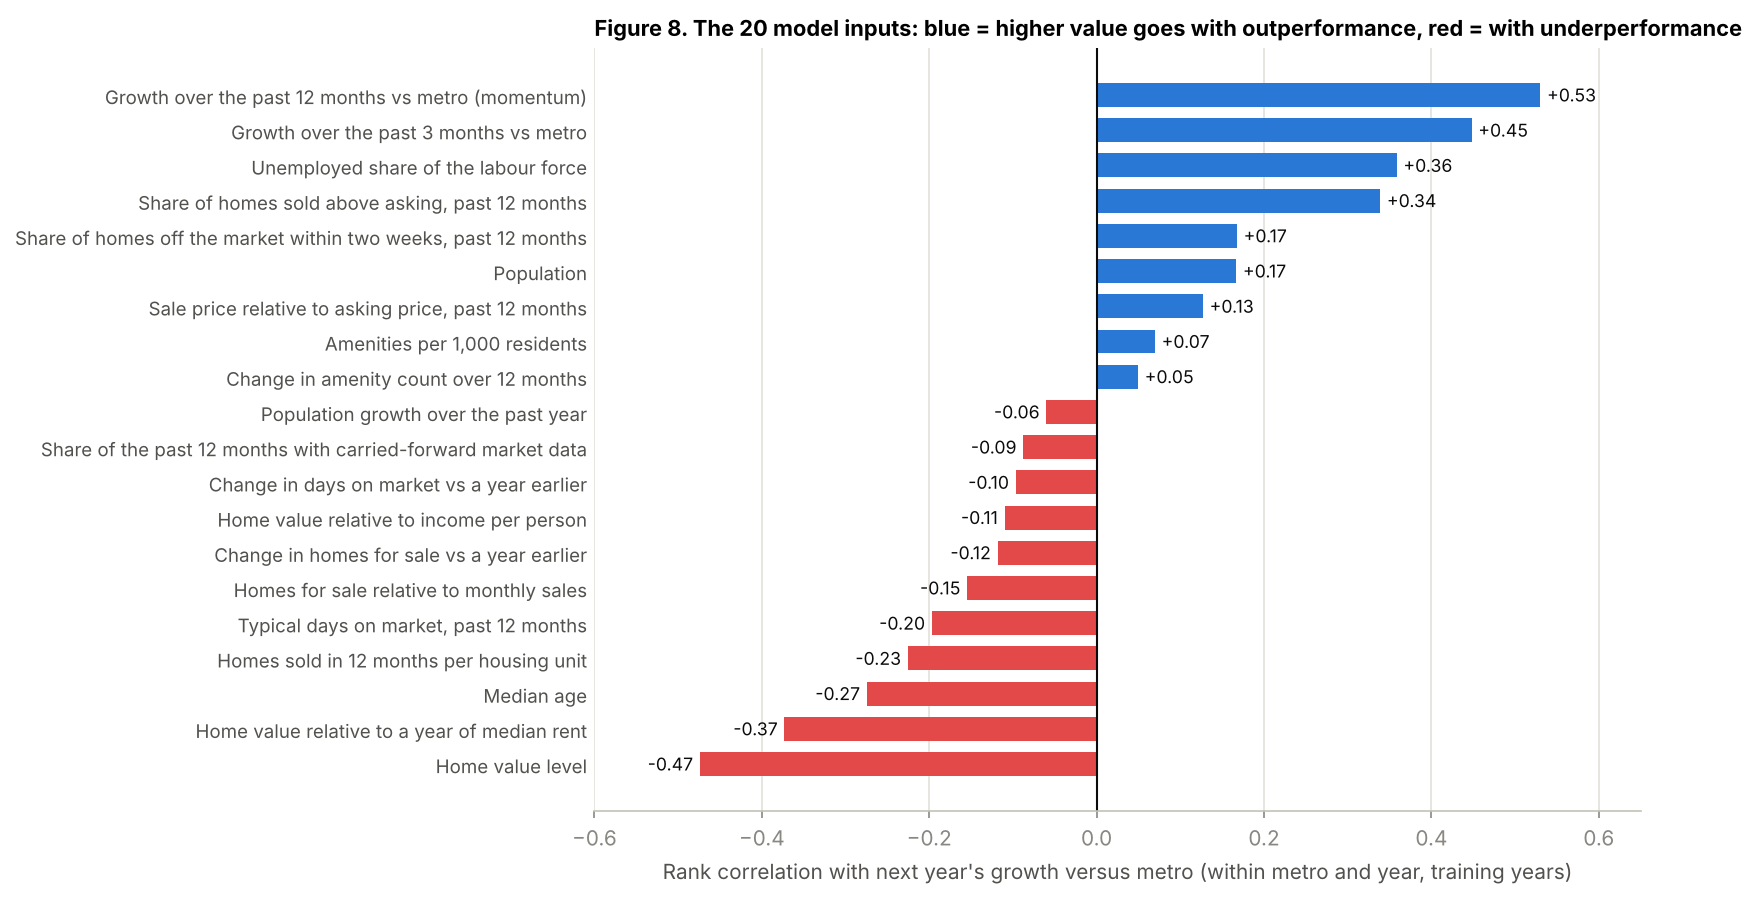 Figure 8. The 20 model inputs: blue = higher value goes with outperformance, red = with underperformance
Growth over the past 12 months vs metro (momentum) +0.53
Growth over the past 3 months vs metro +0.45
Unemployed share of the labour force +0.36
Share of homes sold above asking, past 12 months +0.34
Share of homes off the market within two weeks, past 12 months +0.17
Population +0.17
Sale price relative to asking price, past 12 months +0.13
Amenities per 1,000 residents +0.07
Change in amenity count over 12 months +0.05
Population growth over the past year -0.06
Share of the past 12 months with carried-forward market data -0.09
Change in days on market vs a year earlier -0.10
Home value relative to income per person -0.11
Change in homes for sale vs a year earlier -0.12
Homes for sale relative to monthly sales -0.15
Typical days on market, past 12 months -0.20
Homes sold in 12 months per housing unit -0.23
Median age -0.27
Home value relative to a year of median rent -0.37
Home value level -0.47
−0.6 −0.4 −0.2 0.0 0.2 0.4 0.6
Rank correlation with next year's growth versus metro (within metro and year, training years)